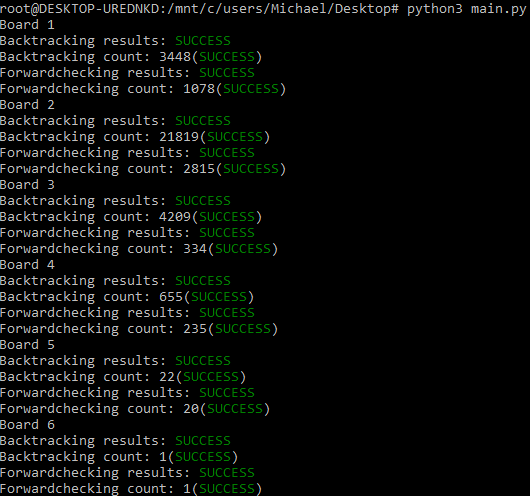 root@DESKTOP-UREDNKD:/mnt/c/users/Michael/Desktop# python3 main.py
Board 1
Backtracking results: SUCCESS
Backtracking count: 3448(SUCCESS)
Forwardchecking results: SUCCESS
Forwardchecking count: 1078(SUCCESS)
Board 2
Backtracking results: SUCCESS
Backtracking count: 21819(SUCCESS)
Forwardchecking results: SUCCESS
Forwardchecking count: 2815(SUCCESS)
Board 3
Backtracking results: SUCCESS
Backtracking count: 4209(SUCCESS)
Forwardchecking results: SUCCESS
Forwardchecking count: 334(SUCCESS)
Board 4
Backtracking results: SUCCESS
Backtracking count: 655(SUCCESS)
Forwardchecking results: SUCCESS
Forwardchecking count: 235(SUCCESS)
Board 5
Backtracking results: SUCCESS
Backtracking count: 22(SUCCESS)
Forwardchecking results: SUCCESS
Forwardchecking count: 20(SUCCESS)
Board 6
Backtracking results: SUCCESS
Backtracking count: 1(SUCCESS)
Forwardchecking results: SUCCESS
Forwardchecking count: 1(SUCCESS)